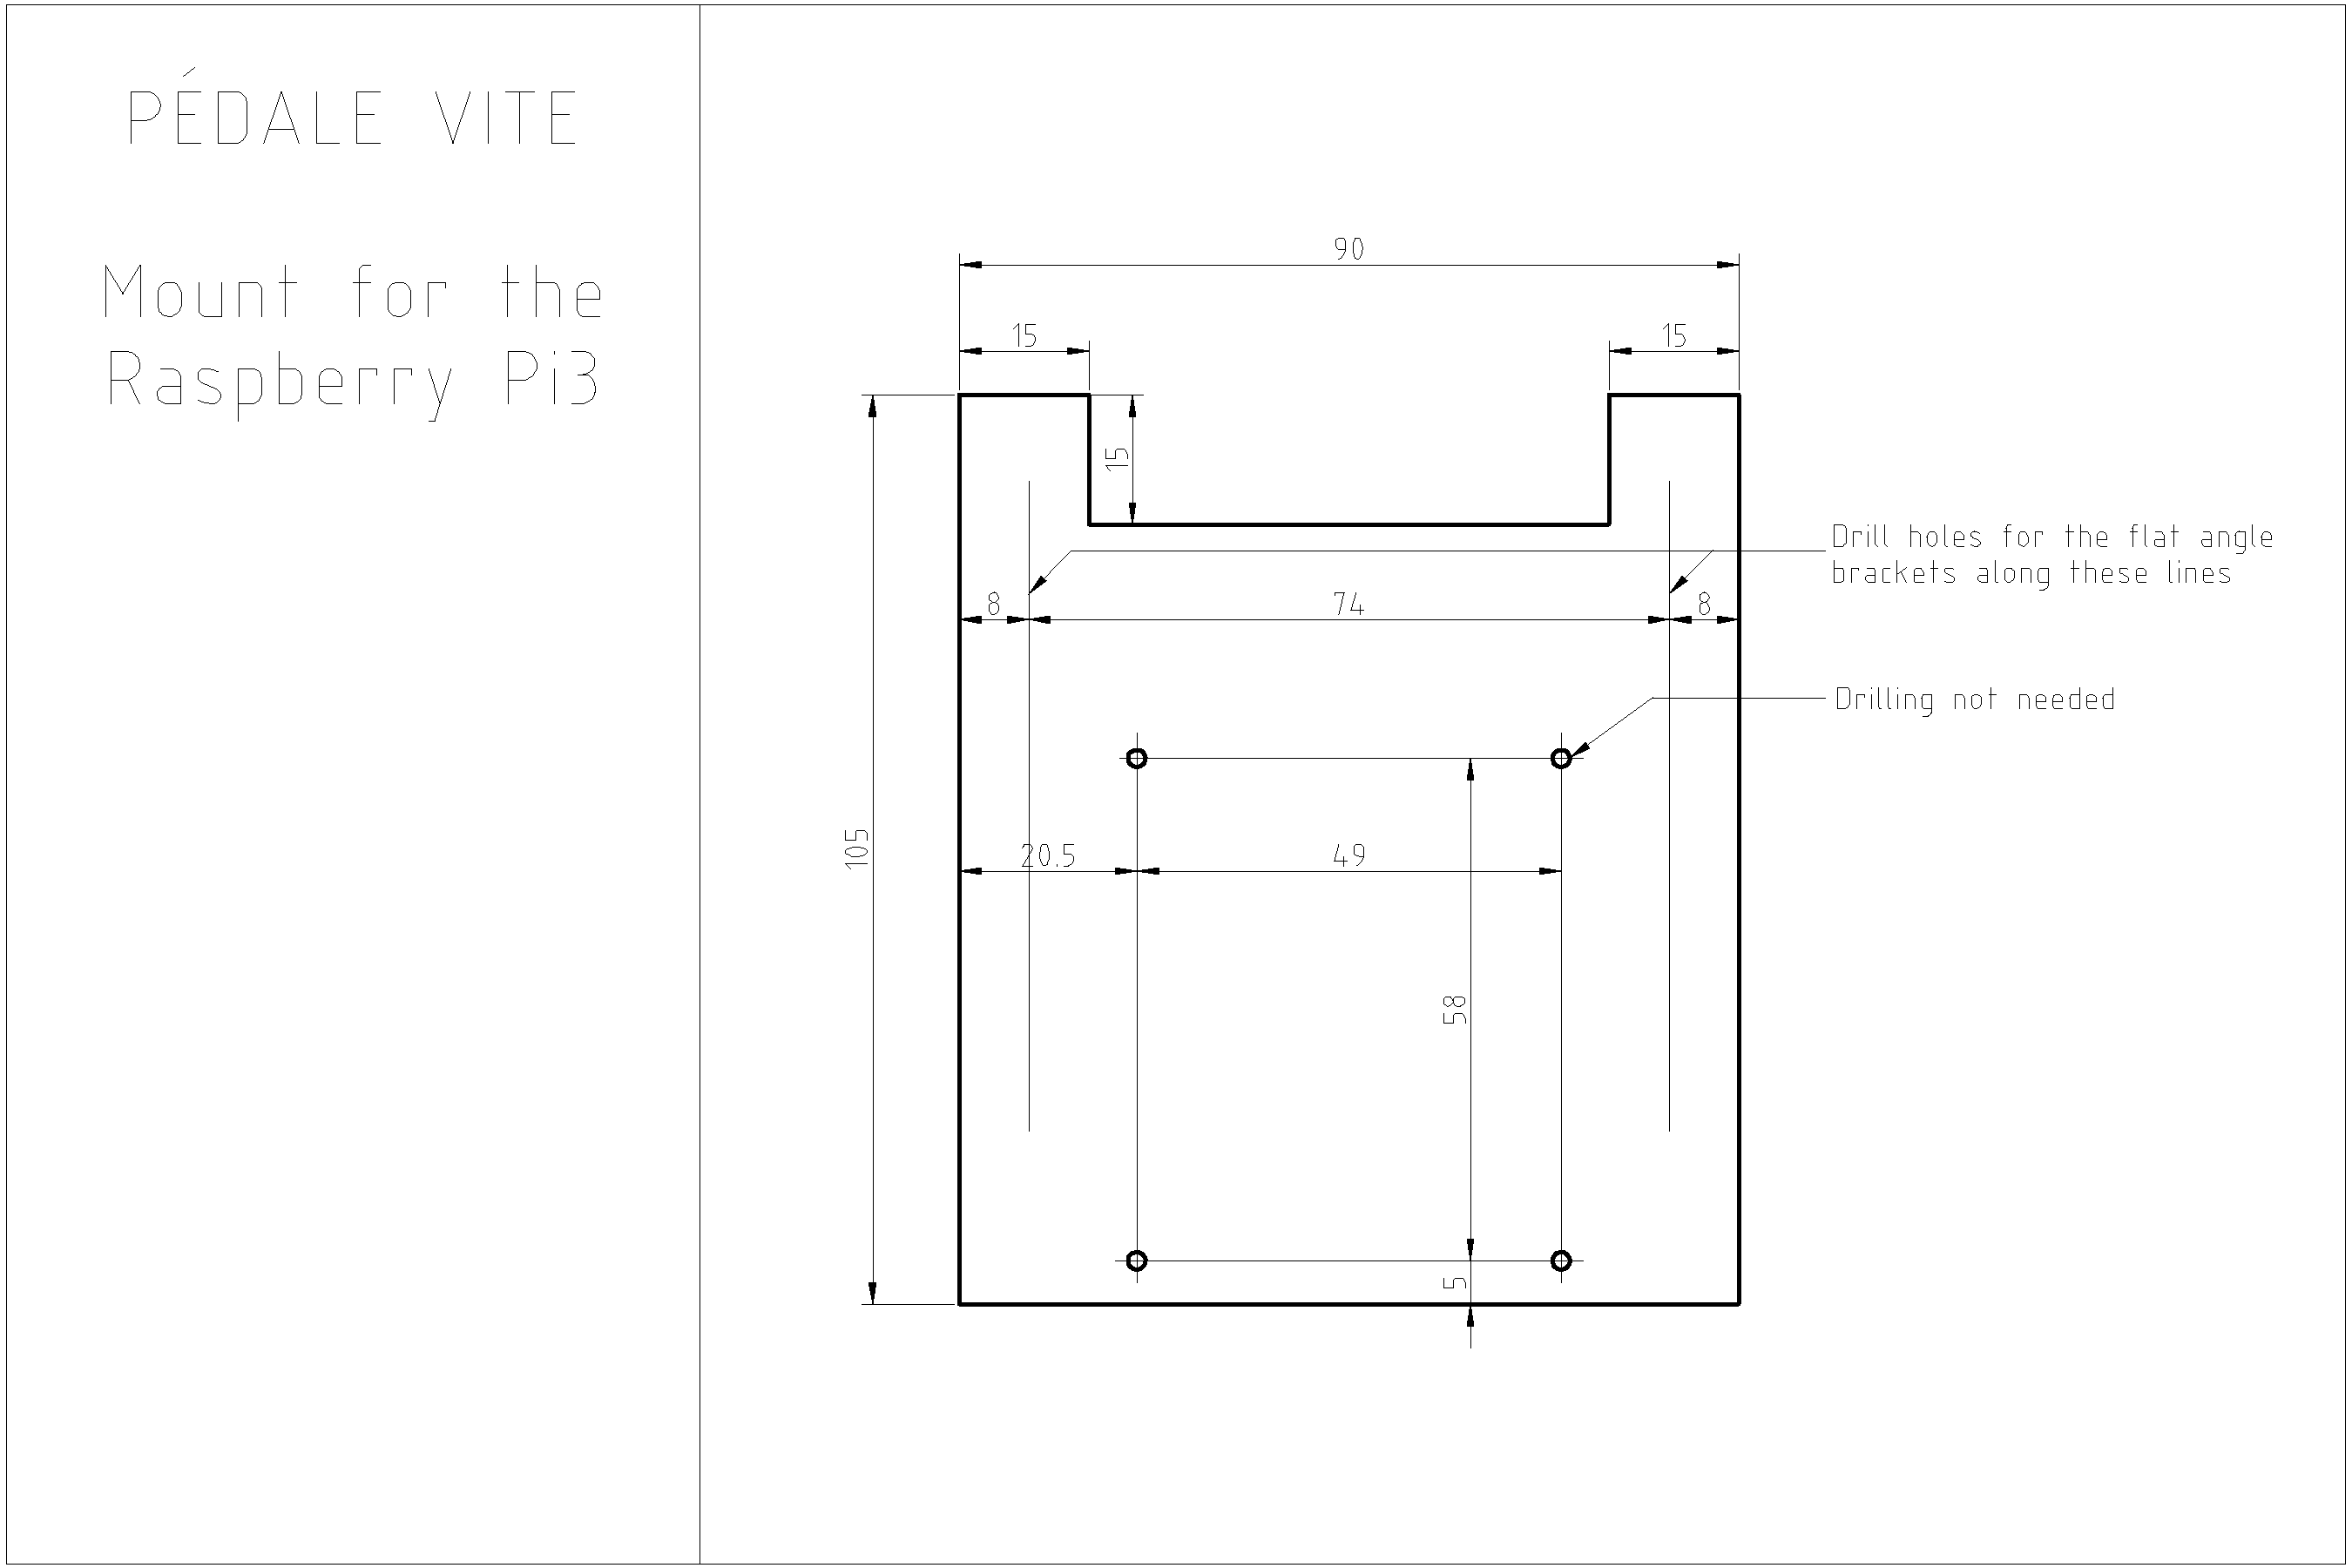 PÉDALE VITE
Mount for the
Raspberry Pi3
90
15
15
15
Drill holes for the flat angle
brackets along these lines
8
74
8
Drilling not needed
105
20.5
49
58
5